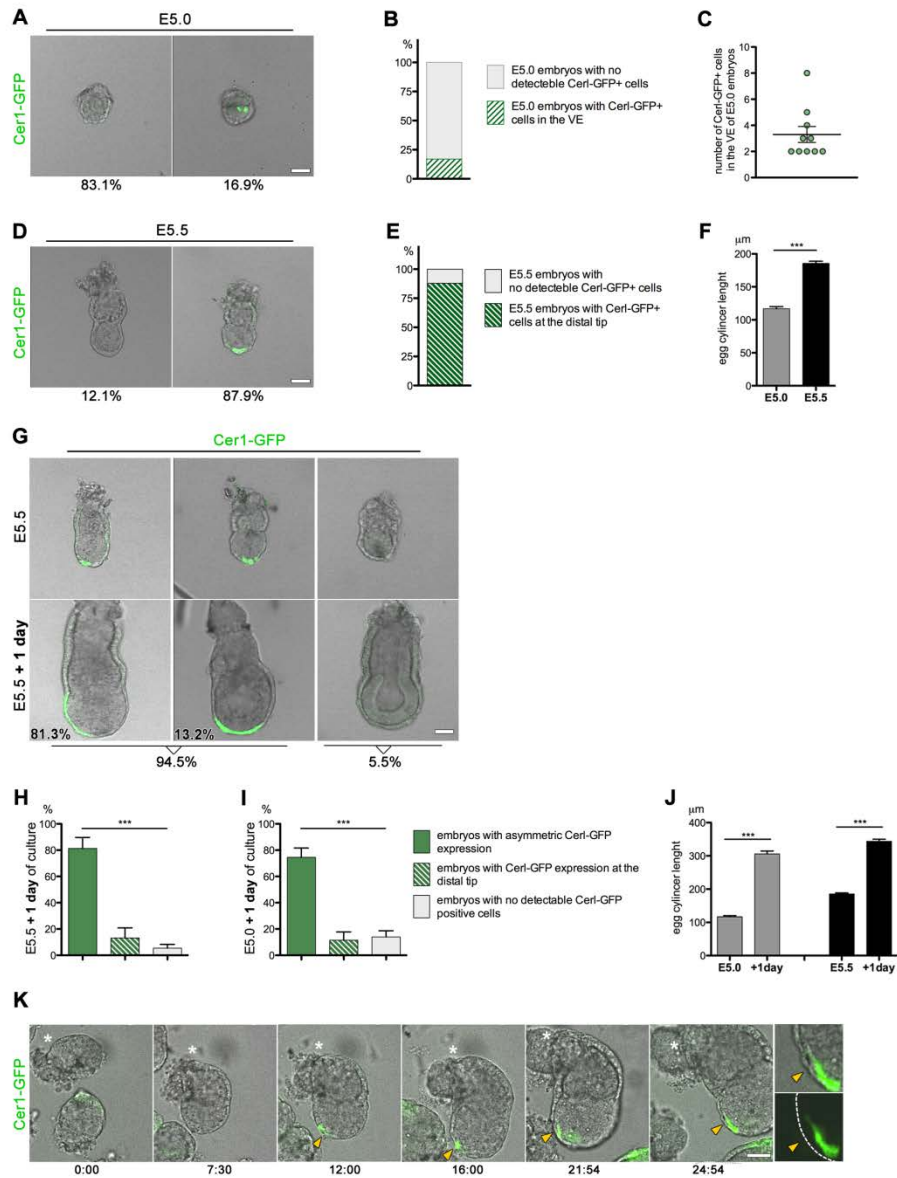 A
E5.0
Cer1-GFP
83.1%
16.9%
B
%
100
75
50
25
0
E5.0 embryos with no
detecteble Cerl-GFP+ cells
E5.0 embryos with Cerl-GFP+
cells in the VE
C
number of Cerl-GFP+ cells
in the VE of E5.0 embryos
10
8
6
4
2
0
D
E5.5
Cer1-GFP
12.1%
87.9%
E
%
100
75
50
25
0
E5.5 embryos with
no detectable Cerl-GFP+ cells
E5.5 embryos with Cerl-GFP+
cells at the distal tip
F
µm
egg cylincer lenght
200
150
100
50
0
***
E5.0
E5.5
G
Cer1-GFP
E5.5
E5.5 + 1 day
81.3%
13.2%
94.5%
5.5%
H
%
E5.5 + 1 day of culture
100
80
60
40
20
0
***
I
%
E5.0 + 1 day of culture
100
80
60
40
20
0
***
embryos with asymmetric Cerl-GFP
expression
embryos with Cerl-GFP expression at the
distal tip
embryos with no detectable Cerl-GFP
positive cells
J
µm
egg cylincer lenght
400
300
200
100
0
***
***
E5.0
+1day
E5.5
+1day
K
Cer1-GFP
*
*
*
*
*
*
0:00
7:30
12:00
16:00
21:54
24:54